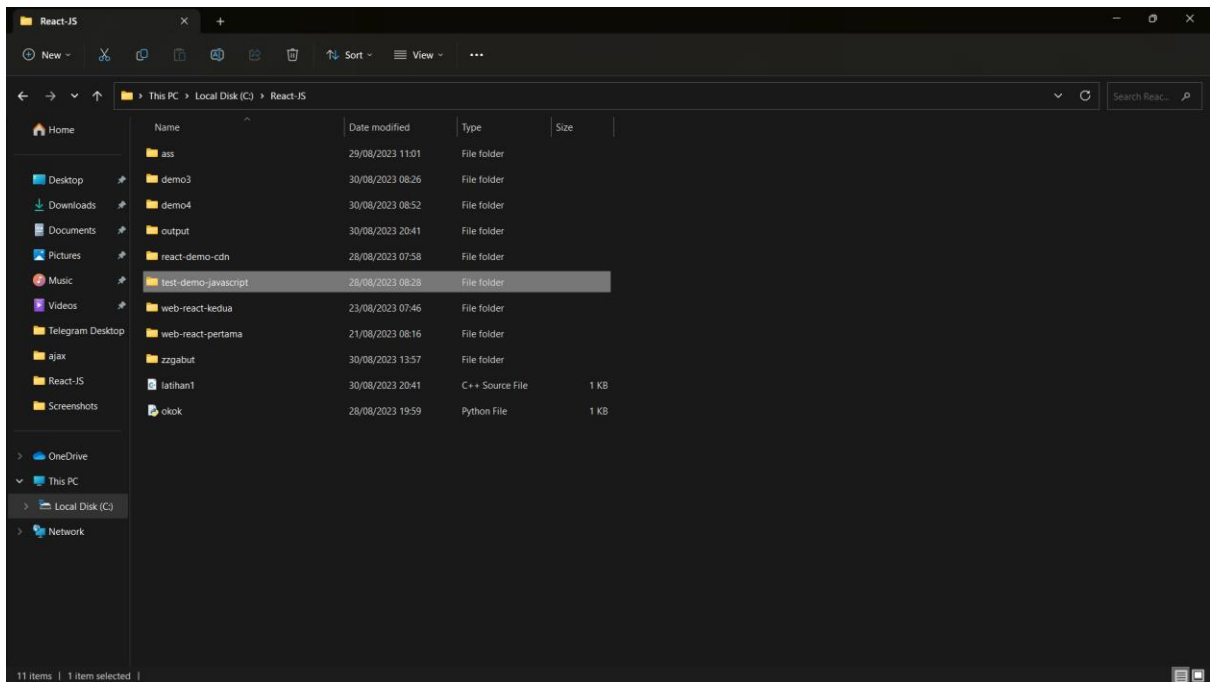 React-JS
New
Sort
View
This PC > Local Disk (C:) > React-JS
Search Reac...
Home
Desktop
Downloads
Documents
Pictures
Music
Videos
Telegram Desktop
ajax
React-JS
Screenshots
OneDrive
This PC
Local Disk (C:)
Network
Name Date modified Type Size
ass 29/08/2023 11:01 File folder
demo3 30/08/2023 08:26 File folder
demo4 30/08/2023 08:52 File folder
output 30/08/2023 20:41 File folder
react-demo-cdn 28/08/2023 07:58 File folder
test-demo-javascript 28/08/2023 08:28 File folder
web-react-kedua 23/08/2023 07:46 File folder
web-react-pertama 21/08/2023 08:16 File folder
zzgabut 30/08/2023 13:57 File folder
latihan1 30/08/2023 20:41 C++ Source File 1 KB
okok 28/08/2023 19:59 Python File 1 KB
11 items | 1 item selected |